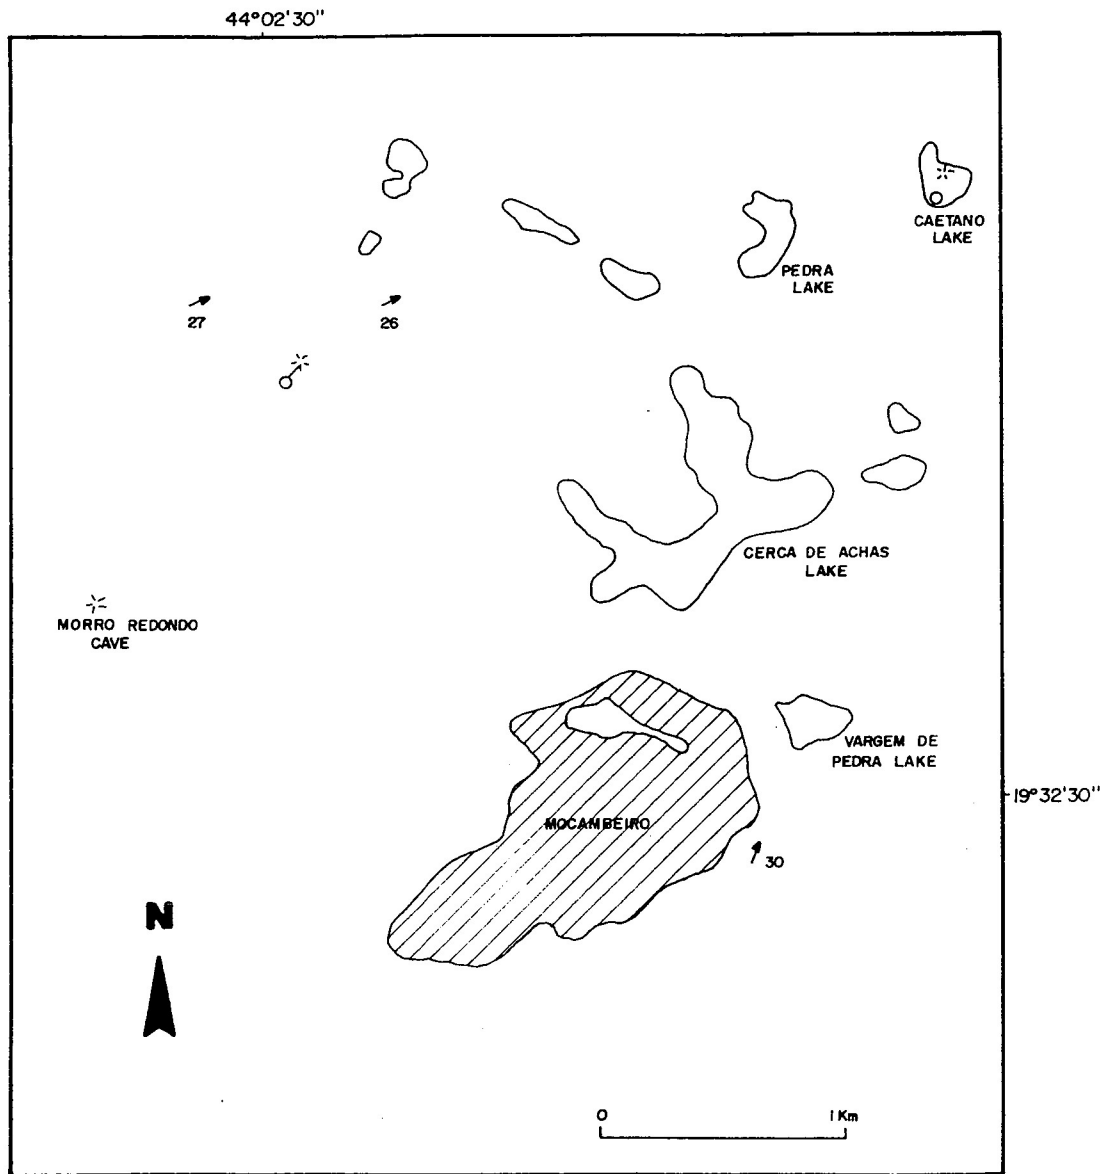 44°02'30"
CAETANO
LAKE
PEDRA
LAKE
27
26
CERCA DE ACHAS
LAKE
MORRO REDONDO
CAVE
VARGEM DE
PEDRA LAKE
19°32'30"
MOCAMBEIRO
30
N
0 1 Km